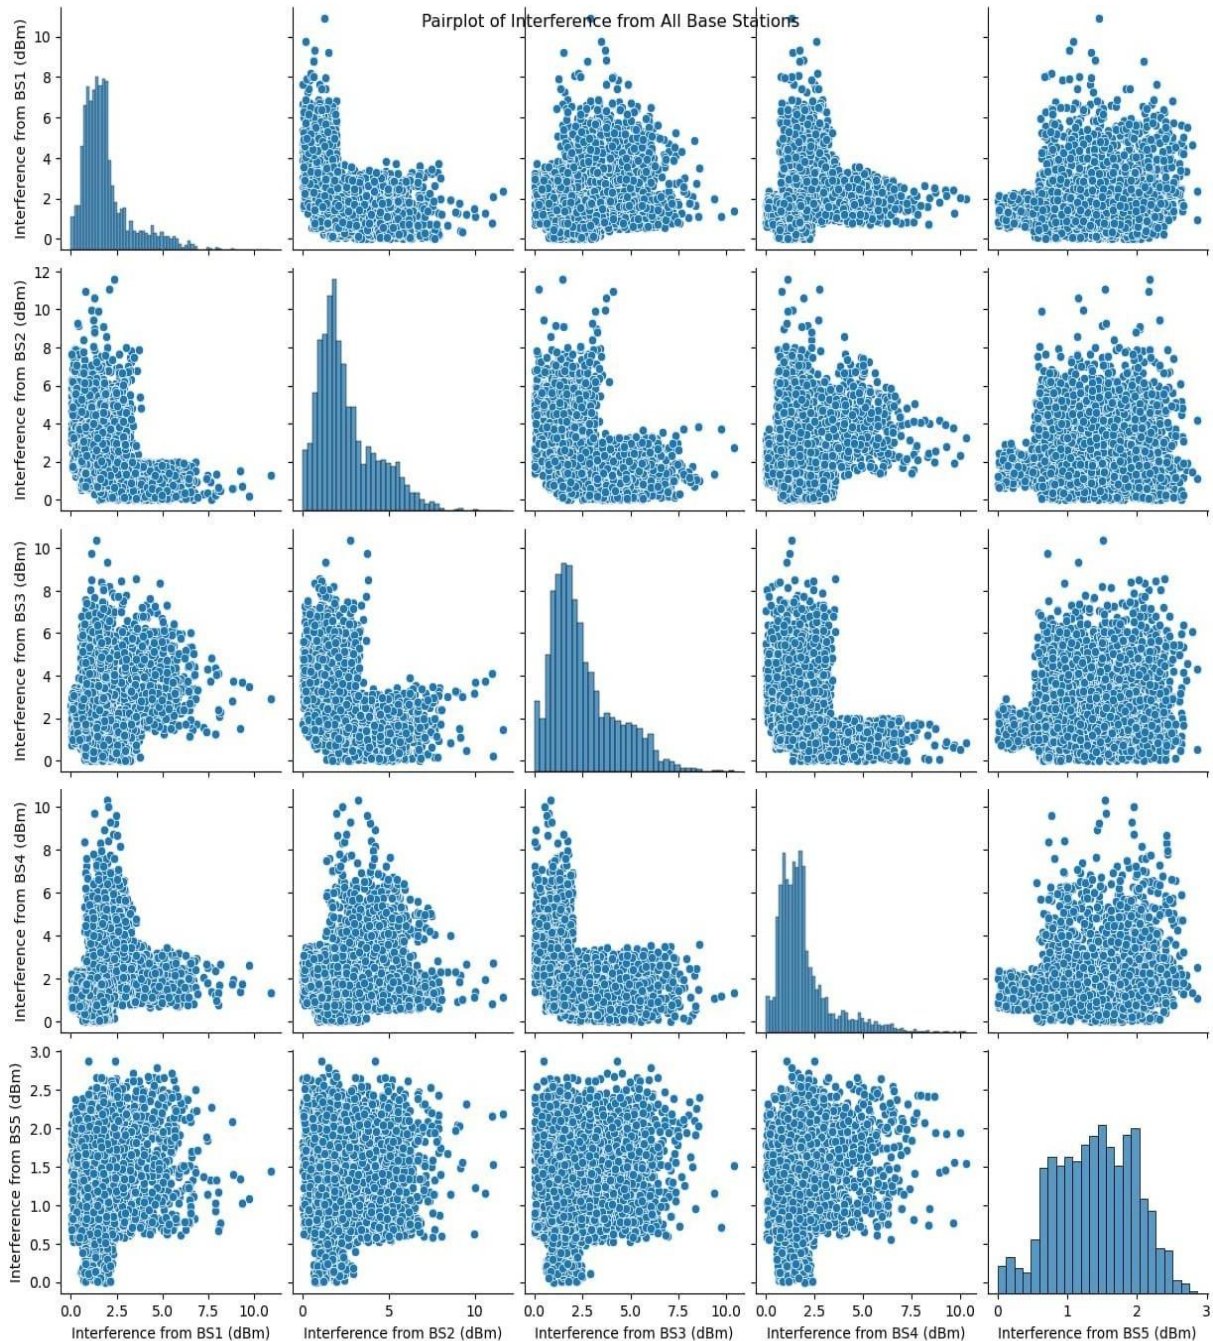 Pairplot of Interference from All Base Stations
Interference from BS1 (dBm)
10
8
6
4
2
0
Interference from BS2 (dBm)
12
10
8
6
4
2
0
Interference from BS3 (dBm)
10
8
6
4
2
0
Interference from BS4 (dBm)
10
8
6
4
2
0
Interference from BS5 (dBm)
3.0
2.5
2.0
1.5
1.0
0.5
0.0
0.0 2.5 5.0 7.5 10.0
Interference from BS1 (dBm)
0 5 10
Interference from BS2 (dBm)
0.0 2.5 5.0 7.5 10.0
Interference from BS3 (dBm)
0.0 2.5 5.0 7.5 10.0
Interference from BS4 (dBm)
0 1 2 3
Interference from BS5 (dBm)